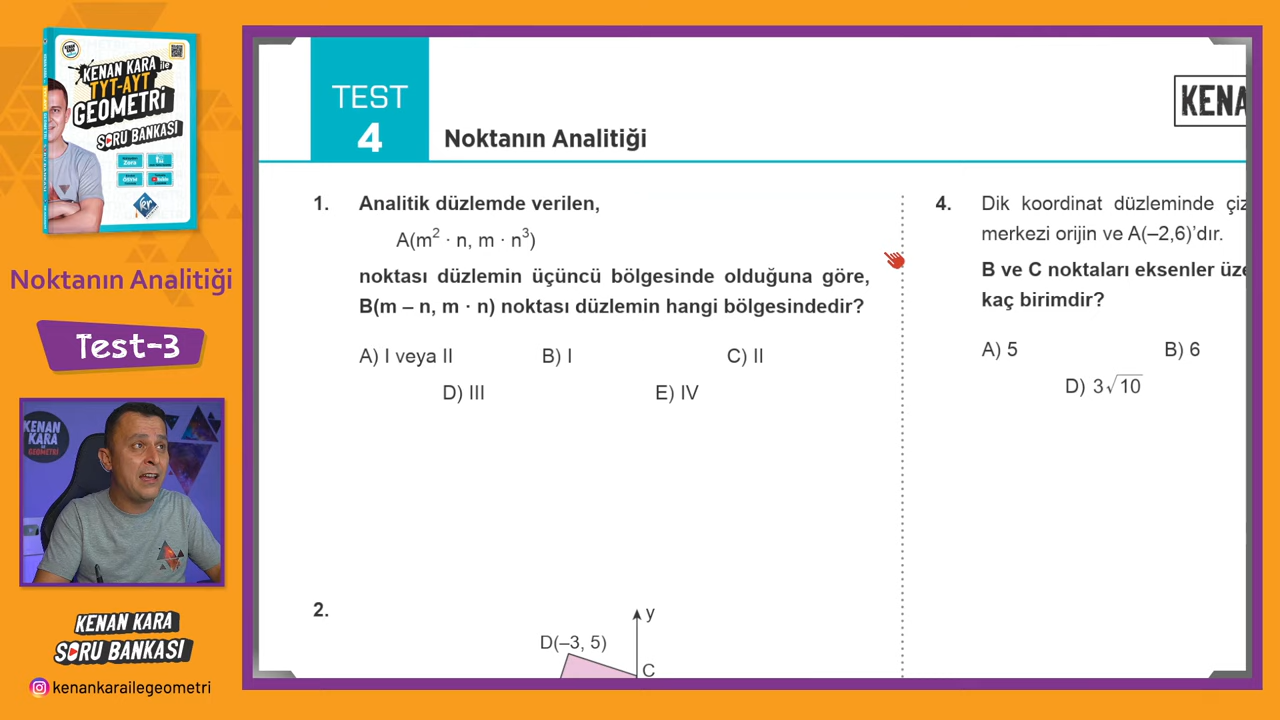 KENAN KARA ile
TYT-AYT
GEOMETRİ
SORU BANKASI
Noktanın Analitiği
Test-3
KENAN
KARA
GEOMETRİ
KENAN KARA
SORU BANKASI
kenankarailegeometri
TEST
4
Noktanın Analitiği
KENA
1. Analitik düzlemde verilen,
A(m² · n, m · n³)
noktası düzlemin üçüncü bölgesinde olduğuna göre,
B(m – n, m · n) noktası düzlemin hangi bölgesindedir?
A) I veya II B) I C) II
D) III E) IV
2.
y
D(–3, 5)
C
4. Dik koordinat düzleminde çiz
merkezi orijin ve A(–2,6)’dır.
B ve C noktaları eksenler üze
kaç birimdir?
A) 5 B) 6
D) 3√10